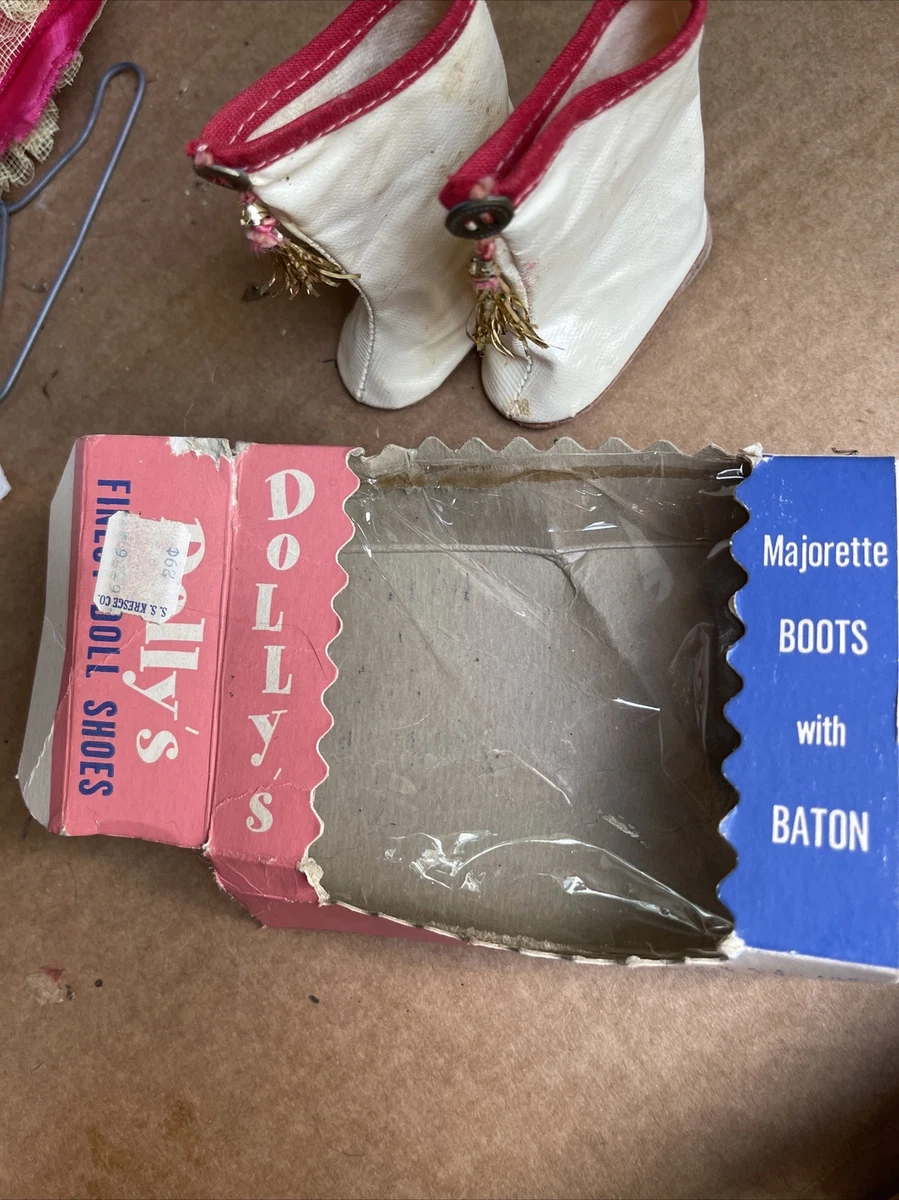 FINEST DOLL SHOES
Dolly's
S. S. KRESGE CO.
DOLLY'S
Majorette
BOOTS
with
BATON